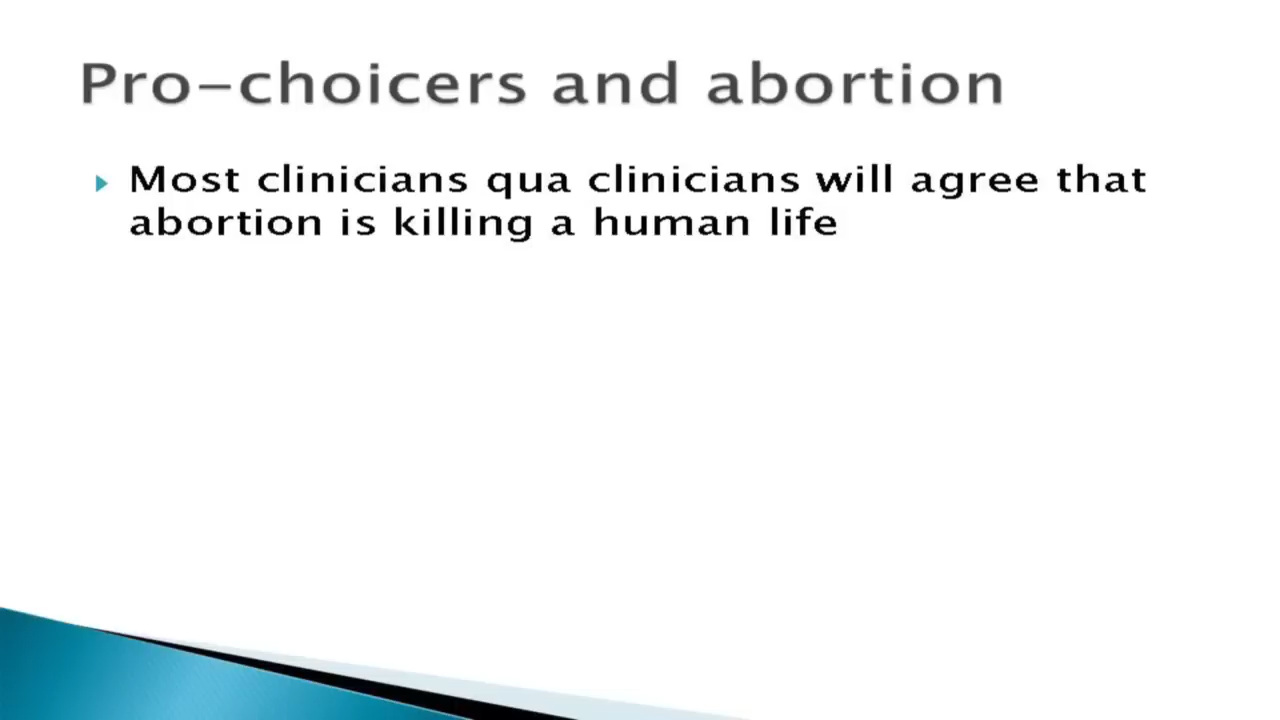 Pro-choicers and abortion
Most clinicians qua clinicians will agree that
abortion is killing a human life